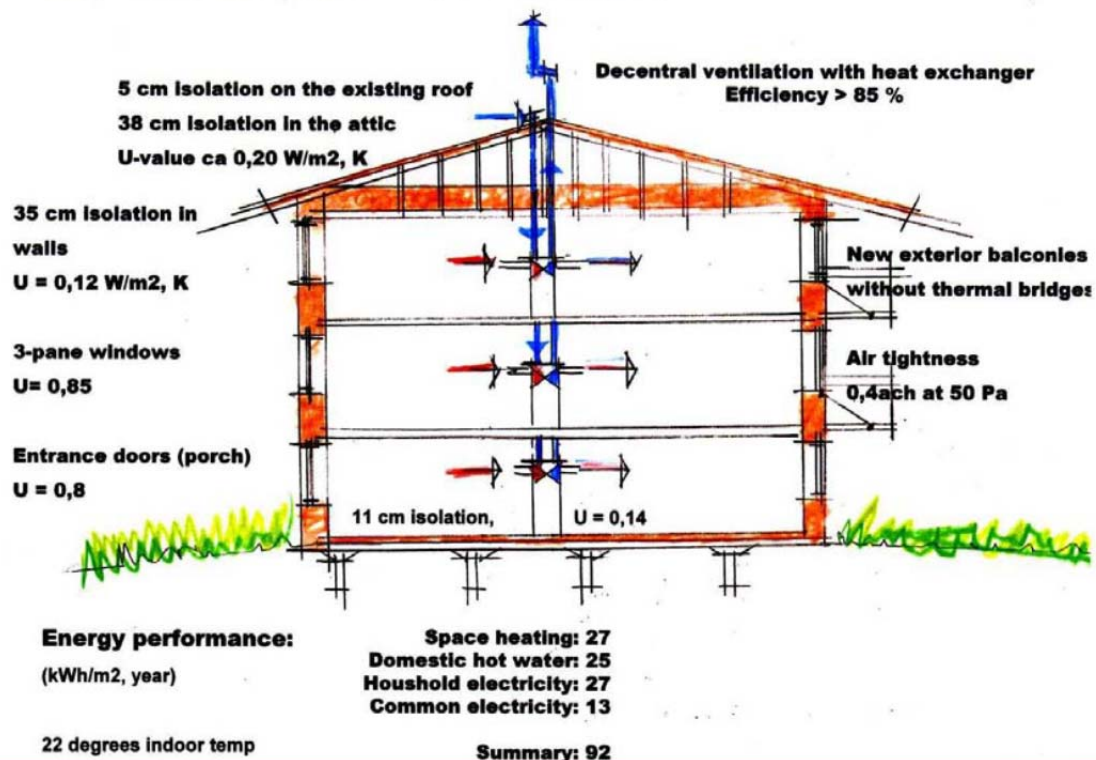 5 cm isolation on the existing roof
38 cm isolation in the attic
U-value ca 0,20 W/m2, K
Decentral ventilation with heat exchanger
Efficiency > 85 %
35 cm isolation in
walls
U = 0,12 W/m2, K
3-pane windows
U= 0,85
Entrance doors (porch)
U = 0,8
New exterior balconies
without thermal bridges
Air tightness
0,4ach at 50 Pa
11 cm isolation, U = 0,14
Energy performance:
(kWh/m2, year)
22 degrees indoor temp
Space heating: 27
Domestic hot water: 25
Houshold electricity: 27
Common electricity: 13
Summary: 92